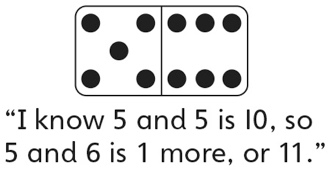 “I know 5 and 5 is 10, so
5 and 6 is 1 more, or 11.”